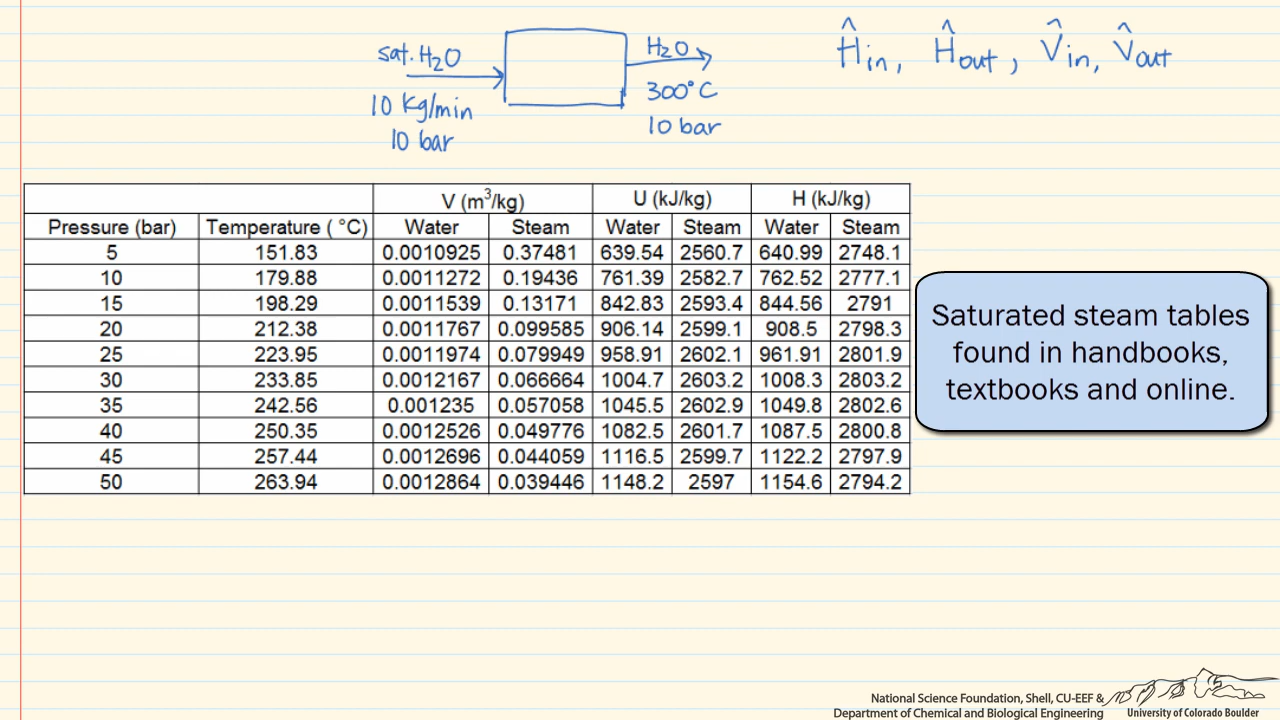 sat. H₂O
10 Kg/min
10 bar
H₂O
300°C
10 bar
Ĥin, Ĥout, V̂in, V̂out
V (m³/kg) U (kJ/kg) H (kJ/kg)
Pressure (bar) Temperature ( °C) Water Steam Water Steam Water Steam
5 151.83 0.0010925 0.37481 639.54 2560.7 640.99 2748.1
10 179.88 0.0011272 0.19436 761.39 2582.7 762.52 2777.1
15 198.29 0.0011539 0.13171 842.83 2593.4 844.56 2791
20 212.38 0.0011767 0.099585 906.14 2599.1 908.5 2798.3
25 223.95 0.0011974 0.079949 958.91 2602.1 961.91 2801.9
30 233.85 0.0012167 0.066664 1004.7 2603.2 1008.3 2803.2
35 242.56 0.001235 0.057058 1045.5 2602.9 1049.8 2802.6
40 250.35 0.0012526 0.049776 1082.5 2601.7 1087.5 2800.8
45 257.44 0.0012696 0.044059 1116.5 2599.7 1122.2 2797.9
50 263.94 0.0012864 0.039446 1148.2 2597 1154.6 2794.2
Saturated steam tables
found in handbooks,
textbooks and online.
National Science Foundation, Shell, CU-EEF &
Department of Chemical and Biological Engineering
University of Colorado Boulder